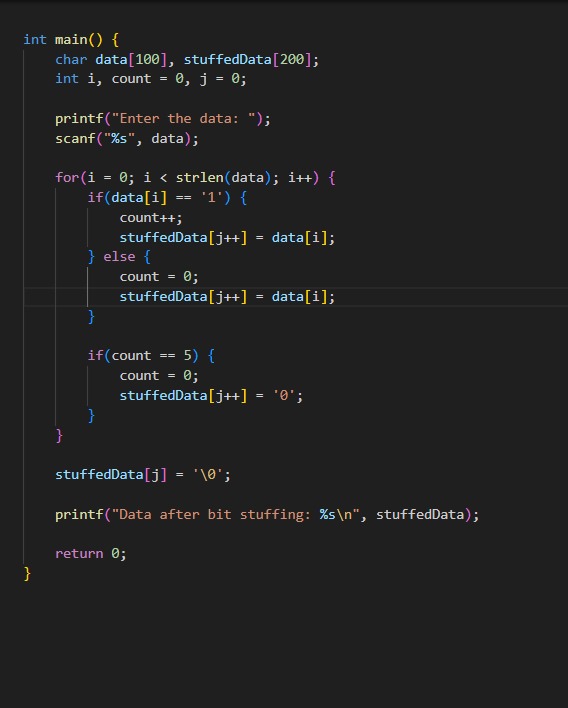 int main() {
    char data[100], stuffedData[200];
    int i, count = 0, j = 0;

    printf("Enter the data: ");
    scanf("%s", data);

    for(i = 0; i < strlen(data); i++) {
        if(data[i] == '1') {
            count++;
            stuffedData[j++] = data[i];
        } else {
            count = 0;
            stuffedData[j++] = data[i];
        }

        if(count == 5) {
            count = 0;
            stuffedData[j++] = '0';
        }
    }

    stuffedData[j] = '\0';

    printf("Data after bit stuffing: %s\n", stuffedData);

    return 0;
}